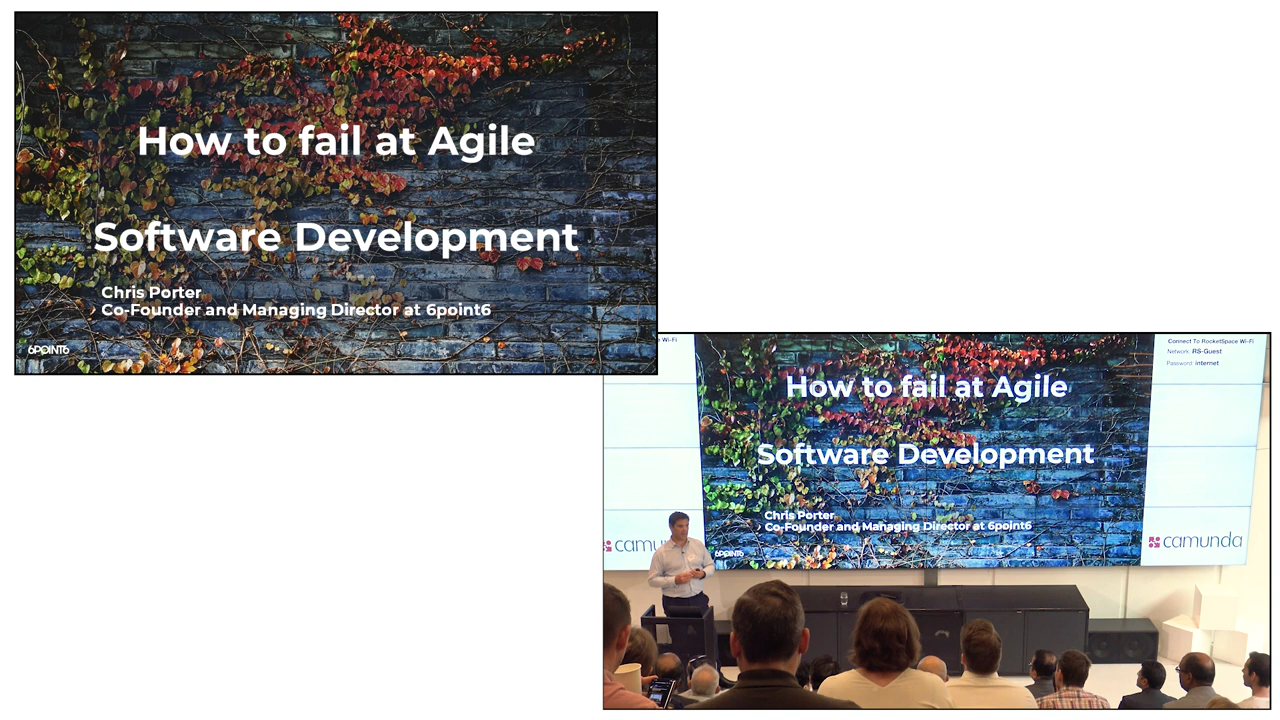 How to fail at Agile
Software Development
Chris Porter
Co-Founder and Managing Director at 6point6
6POINT6
Wi-Fi
Connect To RocketSpace Wi-Fi
Network: RS-Guest
Password: internet
How to fail at Agile
Software Development
Chris Porter
Co-Founder and Managing Director at 6point6
6POINT6
camu
camunda